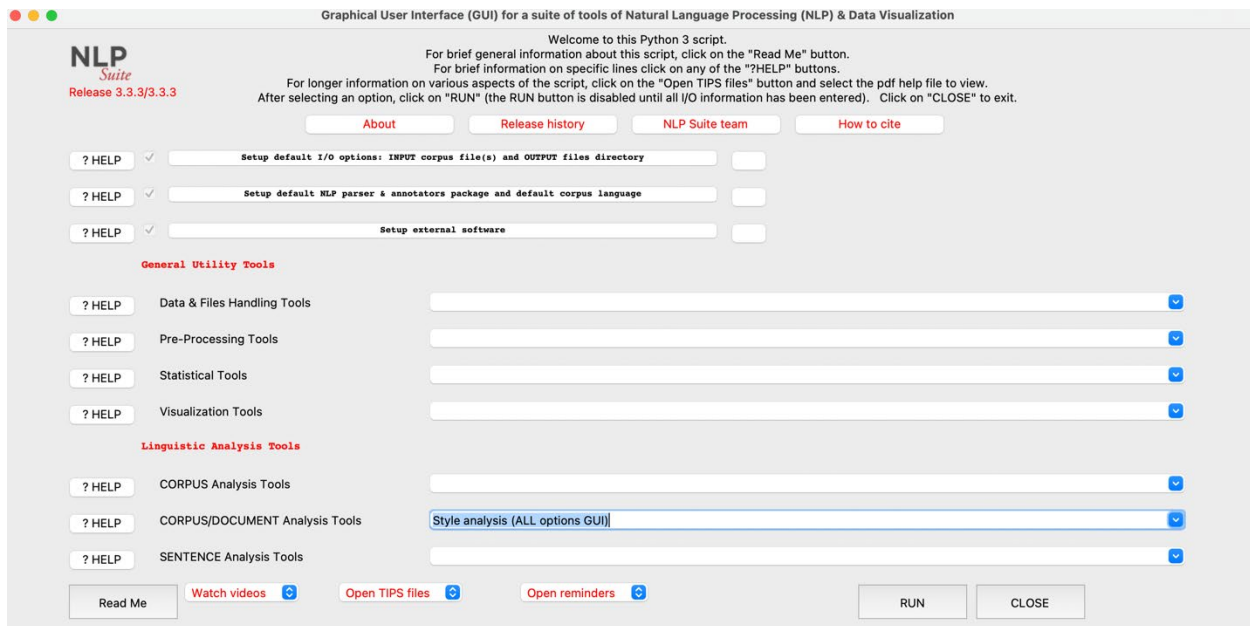 Graphical User Interface (GUI) for a suite of tools of Natural Language Processing (NLP) & Data Visualization
NLP
Suite
Release 3.3.3/3.3.3
Welcome to this Python 3 script.
For brief general information about this script, click on the "Read Me" button.
For brief information on specific lines click on any of the "?HELP" buttons.
For longer information on various aspects of the script, click on the "Open TIPS files" button and select the pdf help file to view.
After selecting an option, click on "RUN" (the RUN button is disabled until all I/O information has been entered). Click on "CLOSE" to exit.
About Release history NLP Suite team How to cite
? HELP Setup default I/O options: INPUT corpus file(s) and OUTPUT files directory
? HELP Setup default NLP parser & annotators package and default corpus language
? HELP Setup external software
General Utility Tools
? HELP Data & Files Handling Tools
? HELP Pre-Processing Tools
? HELP Statistical Tools
? HELP Visualization Tools
Linguistic Analysis Tools
? HELP CORPUS Analysis Tools
? HELP CORPUS/DOCUMENT Analysis Tools Style analysis (ALL options GUI)
? HELP SENTENCE Analysis Tools
Read Me Watch videos Open TIPS files Open reminders RUN CLOSE